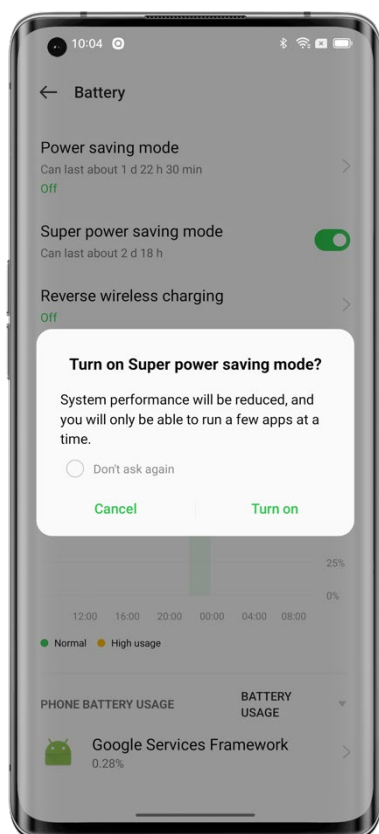 10:04
Battery
Power saving mode
Can last about 1 d 22 h 30 min
Off
Super power saving mode
Can last about 2 d 18 h
Reverse wireless charging
Off
Turn on Super power saving mode?
System performance will be reduced, and
you will only be able to run a few apps at a
time.
Don't ask again
Cancel Turn on
25%
0%
12:00 16:00 20:00 00:00 04:00 08:00
Normal High usage
PHONE BATTERY USAGE
BATTERY
USAGE
Google Services Framework
0.28%